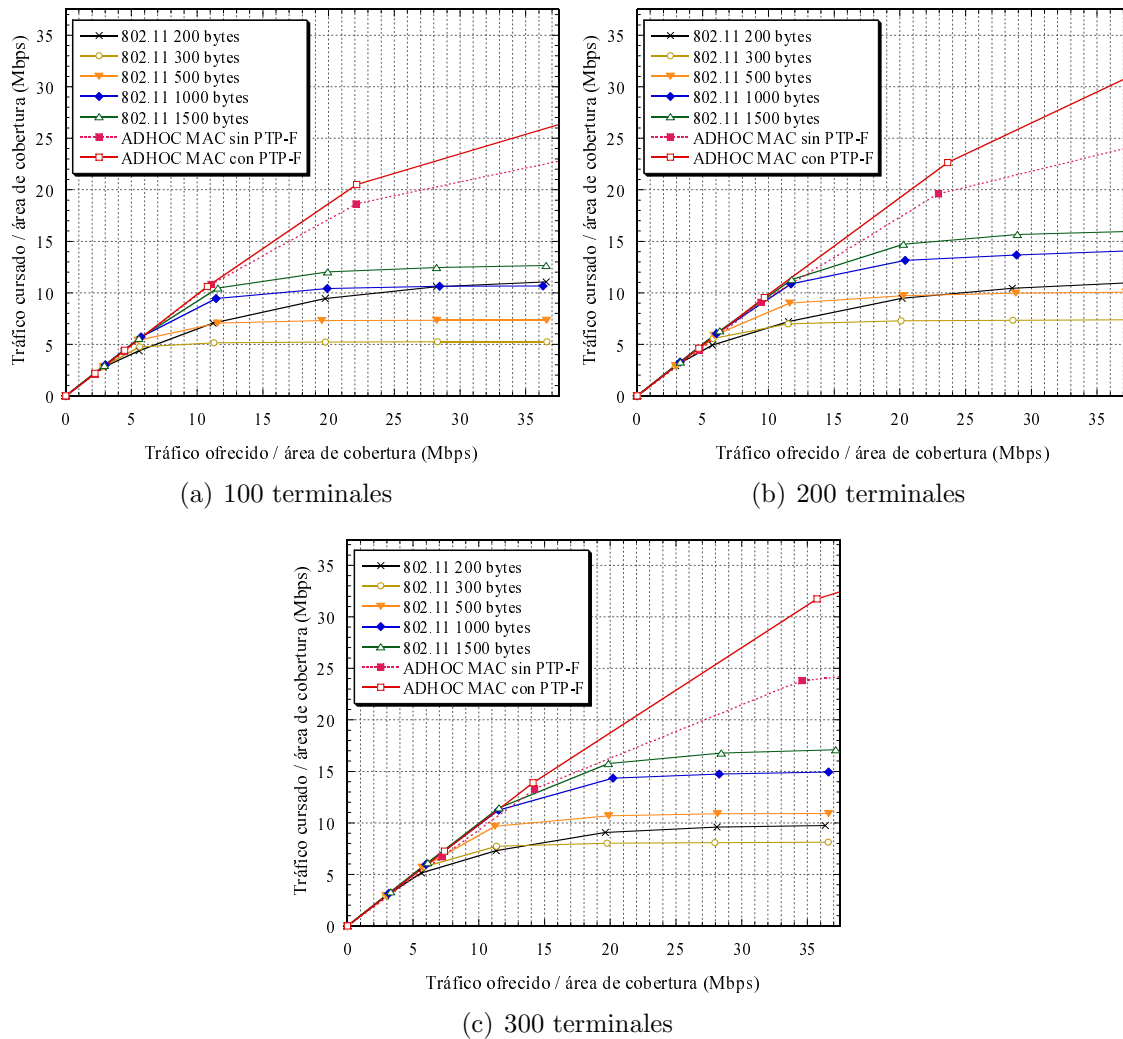 35
30
25
20
15
10
5
0
Tráfico cursado / área de cobertura (Mbps)
802.11 200 bytes
802.11 300 bytes
802.11 500 bytes
802.11 1000 bytes
802.11 1500 bytes
ADHOC MAC sin PTP-F
ADHOC MAC con PTP-F
0 5 10 15 20 25 30 35
Tráfico ofrecido / área de cobertura (Mbps)
(a) 100 terminales
35
30
25
20
15
10
5
0
Tráfico cursado / área de cobertura (Mbps)
802.11 200 bytes
802.11 300 bytes
802.11 500 bytes
802.11 1000 bytes
802.11 1500 bytes
ADHOC MAC sin PTP-F
ADHOC MAC con PTP-F
0 5 10 15 20 25 30 35
Tráfico ofrecido / área de cobertura (Mbps)
(b) 200 terminales
35
30
25
20
15
10
5
0
Tráfico cursado / área de cobertura (Mbps)
802.11 200 bytes
802.11 300 bytes
802.11 500 bytes
802.11 1000 bytes
802.11 1500 bytes
ADHOC MAC sin PTP-F
ADHOC MAC con PTP-F
0 5 10 15 20 25 30 35
Tráfico ofrecido / área de cobertura (Mbps)
(c) 300 terminales